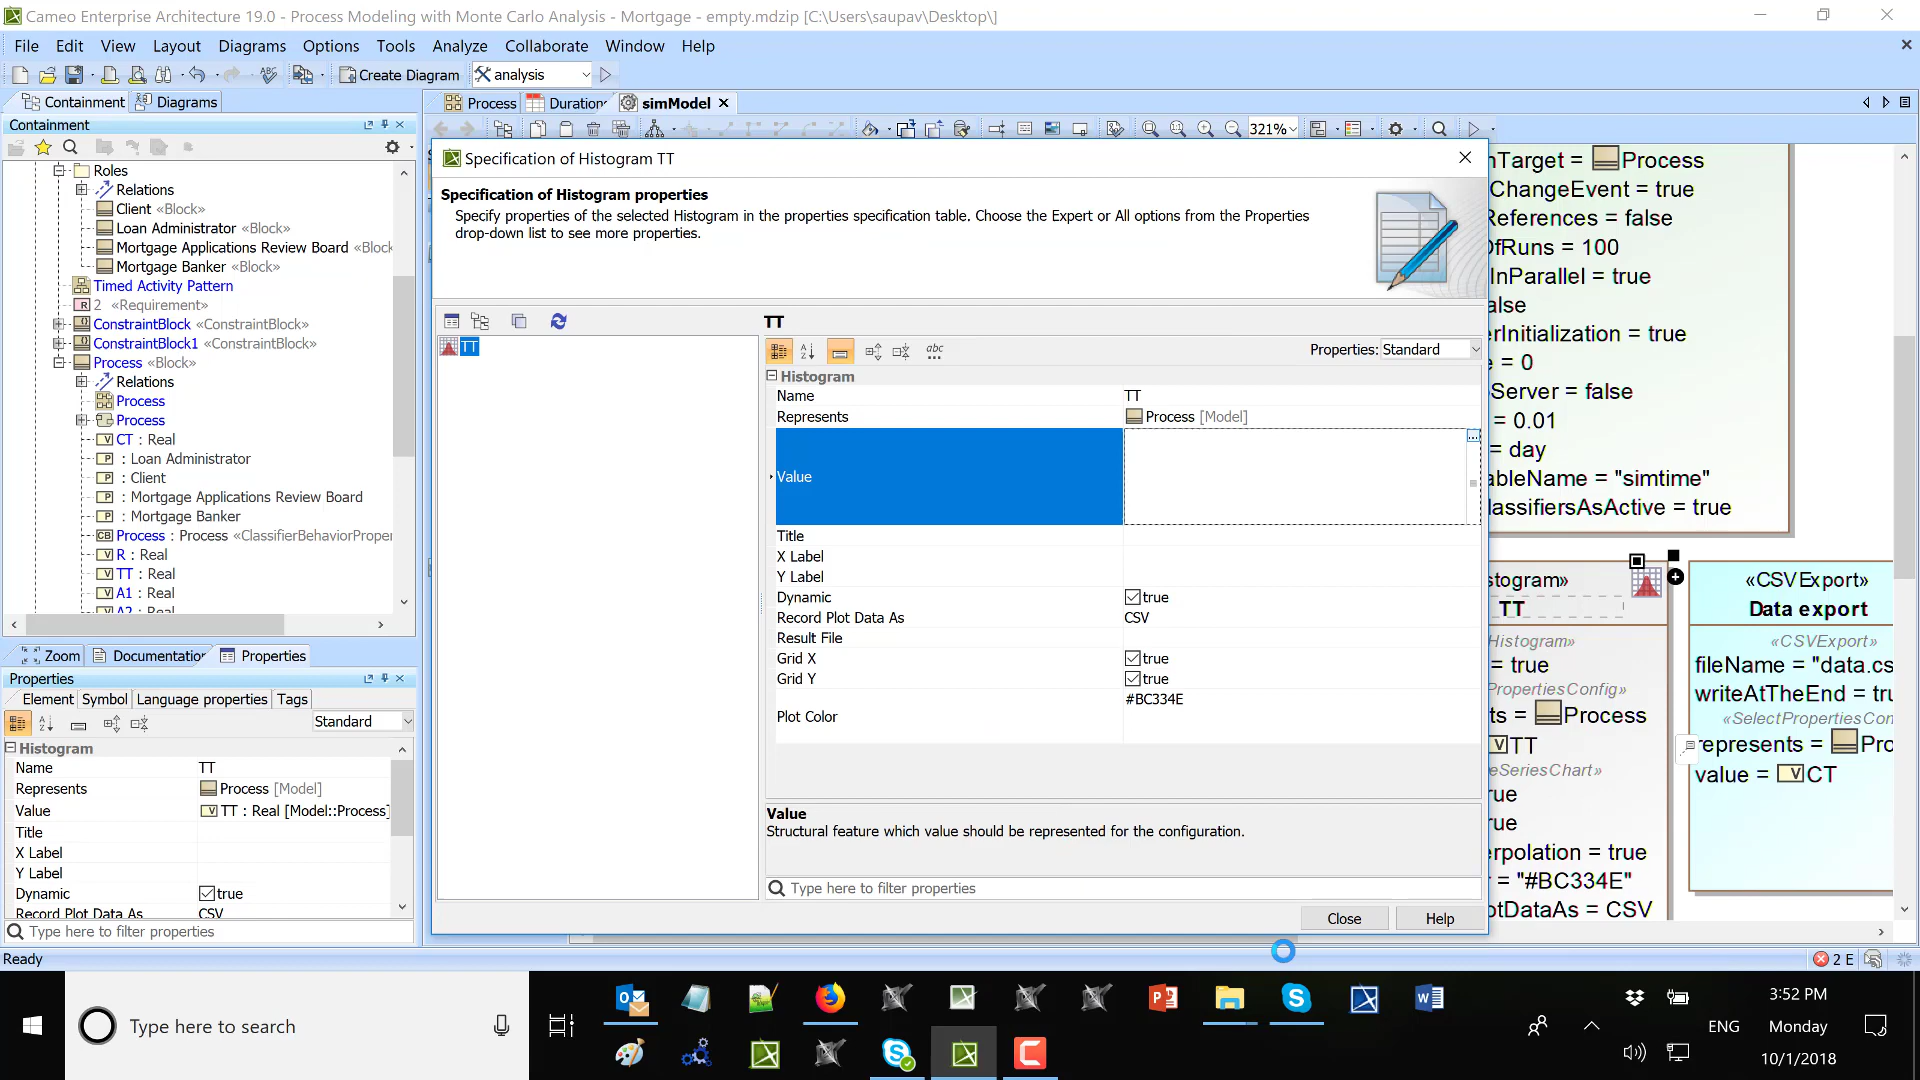 Cameo Enterprise Architecture 19.0 - Process Modeling with Monte Carlo Analysis - Mortgage - empty.mdzip [C:\Users\saupav\Desktop\]
File Edit View Layout Diagrams Options Tools Analyze Collaborate Window Help
Create Diagram analysis
Containment Diagrams
Process Duration simModel
Containment
321%
Roles
Relations
Client «Block»
Loan Administrator «Block»
Mortgage Applications Review Board «Block
Mortgage Banker «Block»
Timed Activity Pattern
R 2 «Requirement»
ConstraintBlock «ConstraintBlock»
ConstraintBlock1 «ConstraintBlock»
Process «Block»
Relations
Process
Process
V CT : Real
P : Loan Administrator
P : Client
P : Mortgage Applications Review Board
P : Mortgage Banker
CB Process : Process «ClassifierBehaviorProper
V R : Real
V TT : Real
V A1 : Real
Zoom Documentation Properties
Properties
Element Symbol Language properties Tags
Standard
Histogram
Name TT
Represents Process [Model]
Value V TT : Real [Model::Process]
Title
X Label
Y Label
Dynamic true
Record Plot Data As CSV
Type here to filter properties
Ready
Specification of Histogram TT
Specification of Histogram properties
Specify properties of the selected Histogram in the properties specification table. Choose the Expert or All options from the Properties
drop-down list to see more properties.
TT
TT
abc
Properties: Standard
Histogram
Name TT
Represents Process [Model]
Value
Title
X Label
Y Label
Dynamic true
Record Plot Data As CSV
Result File
Grid X true
Grid Y true
Plot Color #BC334E
Value
Structural feature which value should be represented for the configuration.
Type here to filter properties
Close Help
nTarget = Process
ChangeEvent = true
References = false
OfRuns = 100
InParallel = true
alse
erInitialization = true
e = 0
Server = false
= 0.01
= day
ableName = "simtime"
lassifiersAsActive = true
stogram»
TT
Histogram»
= true
PropertiesConfig»
ts = Process
V TT
eSeriesChart»
rue
rue
erpolation = true
r = "#BC334E"
otDataAs = CSV
«CSVExport»
Data export
«CSVExport»
fileName = "data.cs
writeAtTheEnd = tru
«SelectPropertiesCon
represents = Pro
value = V CT
2 E
Type here to search
ENG
3:52 PM
Monday
10/1/2018